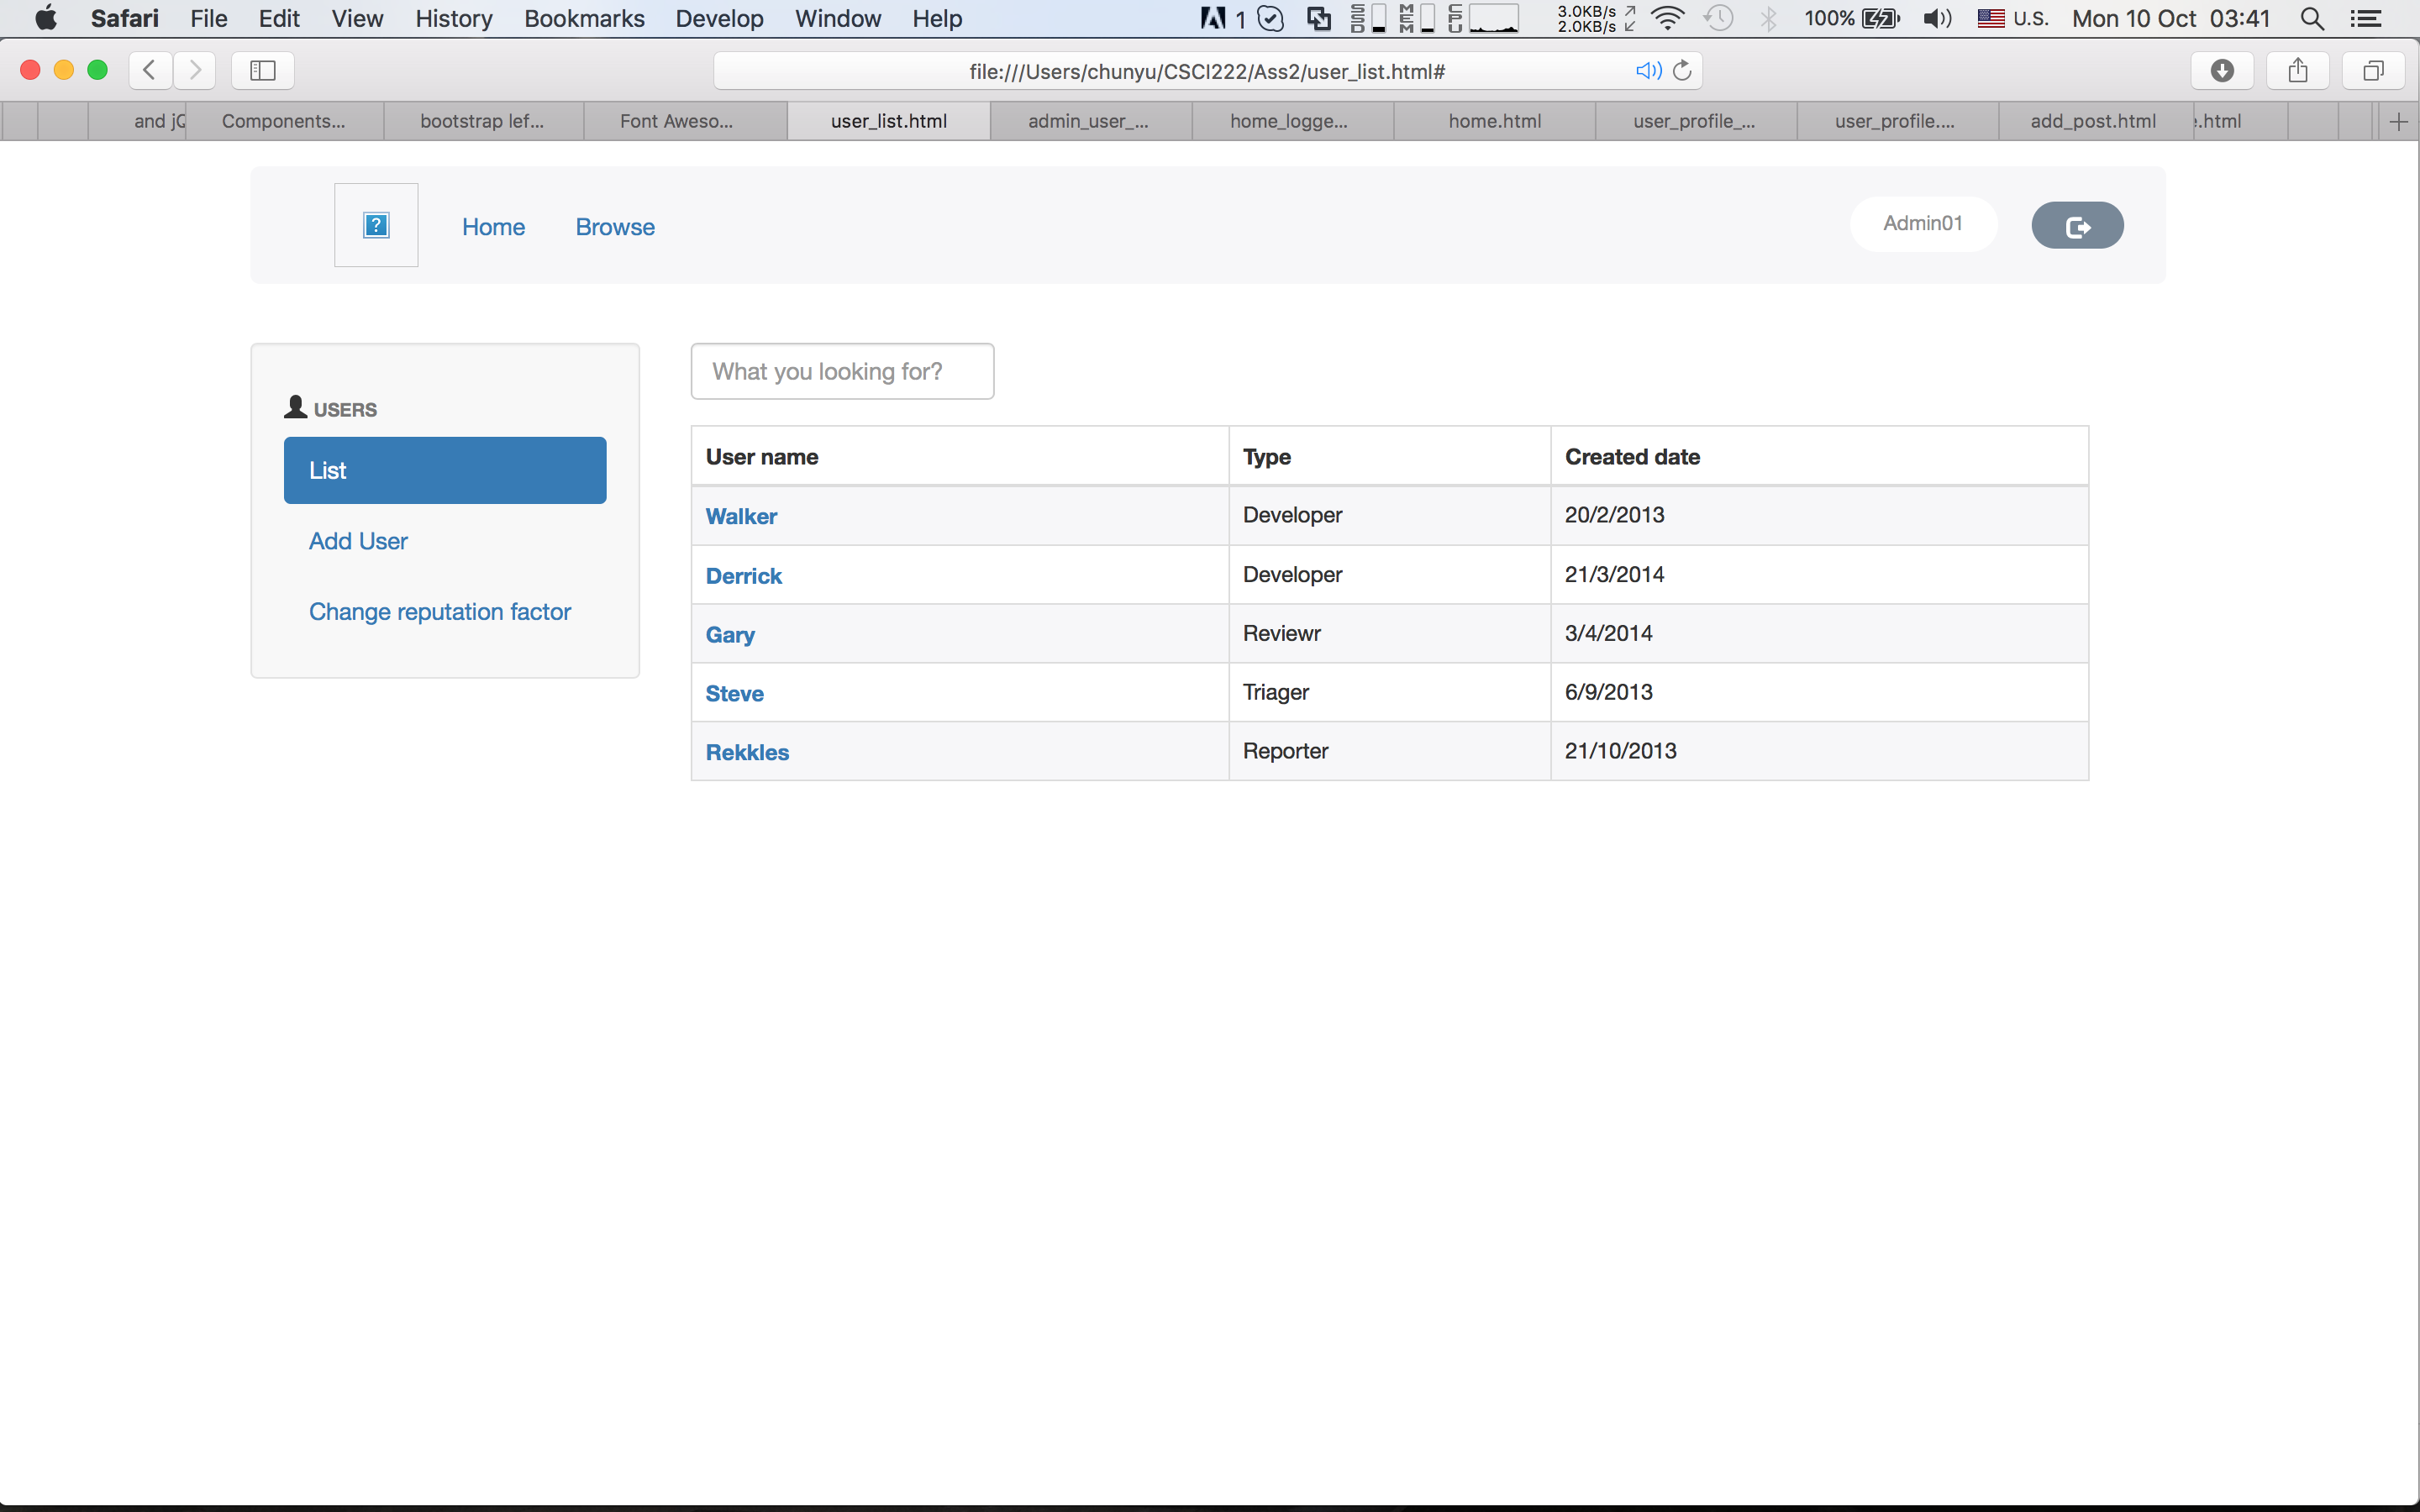 Safari File Edit View History Bookmarks Develop Window Help 1 SSD MEM CPU 3.0KB/s 2.0KB/s 100% U.S. Mon 10 Oct 03:41
file:///Users/chunyu/CSCI222/Ass2/user_list.html#
and jQ Components... bootstrap lef... Font Aweso... user_list.html admin_user_... home_logge... home.html user_profile_... user_profile.... add_post.html .html
? Home Browse Admin01
What you looking for?
USERS
List
Add User
Change reputation factor
User name Type Created date
Walker Developer 20/2/2013
Derrick Developer 21/3/2014
Gary Reviewr 3/4/2014
Steve Triager 6/9/2013
Rekkles Reporter 21/10/2013